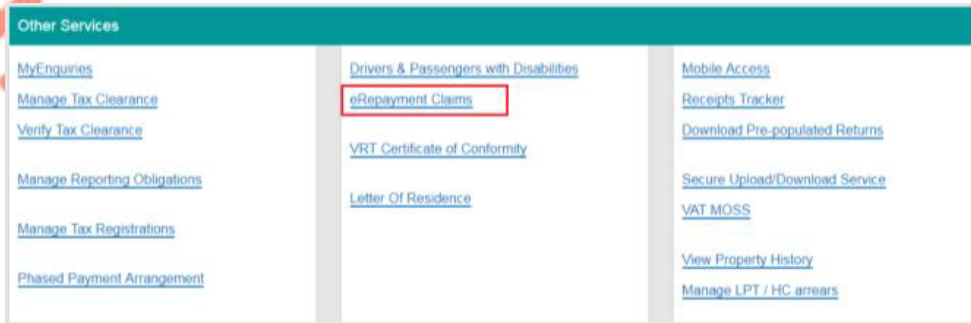 Other Services
MyEnquiries
Manage Tax Clearance
Verify Tax Clearance
Manage Reporting Obligations
Manage Tax Registrations
Phased Payment Arrangement
Drivers & Passengers with Disabilities
eRepayment Claims
VRT Certificate of Conformity
Letter Of Residence
Mobile Access
Receipts Tracker
Download Pre-populated Returns
Secure Upload/Download Service
VAT MOSS
View Property History
Manage LPT / HC arrears